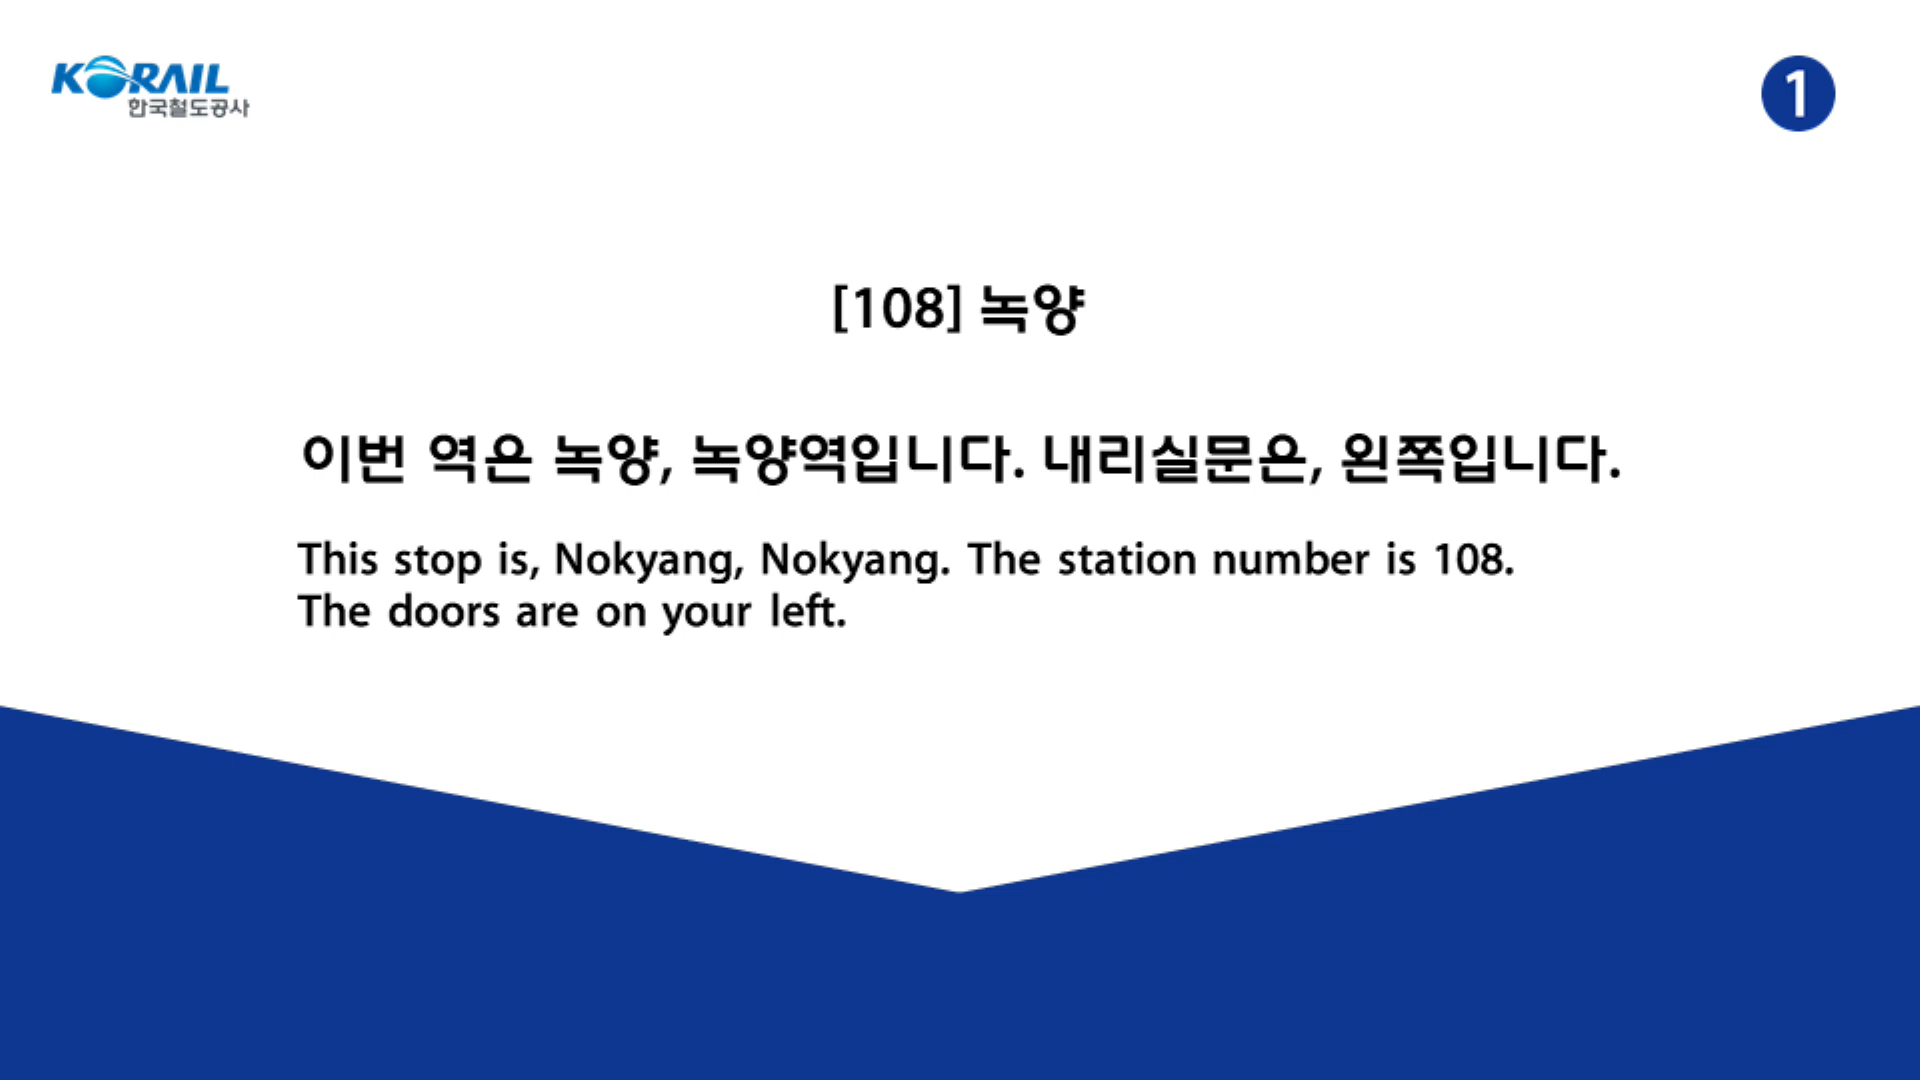 KORAIL
한국철도공사
1
[108] 녹양
이번 역은 녹양, 녹양역입니다. 내리실문은, 왼쪽입니다.
This stop is, Nokyang, Nokyang. The station number is 108.
The doors are on your left.